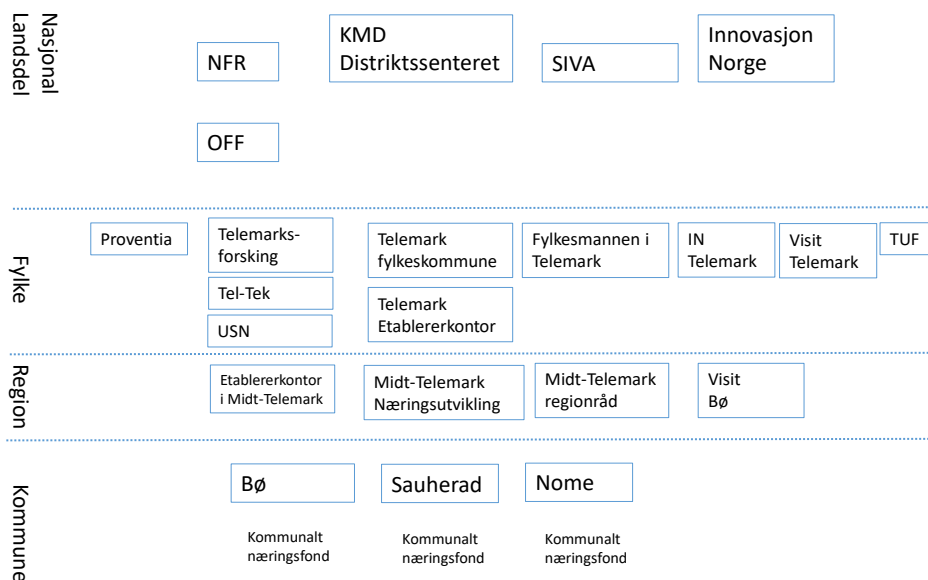 Nasjonal
Landsdel
NFR
KMD
Distriktssenteret
SIVA
Innovasjon
Norge
OFF
Fylke
Proventia
Telemarks-
forsking
Telemark
fylkeskommune
Fylkesmannen i
Telemark
IN
Telemark
Visit
Telemark
TUF
Tel-Tek
Telemark
Etablererkontor
USN
Region
Etablererkontor
i Midt-Telemark
Midt-Telemark
Næringsutvikling
Midt-Telemark
regionråd
Visit
Bø
Kommune
Bø
Sauherad
Nome
Kommunalt
næringsfond
Kommunalt
næringsfond
Kommunalt
næringsfond